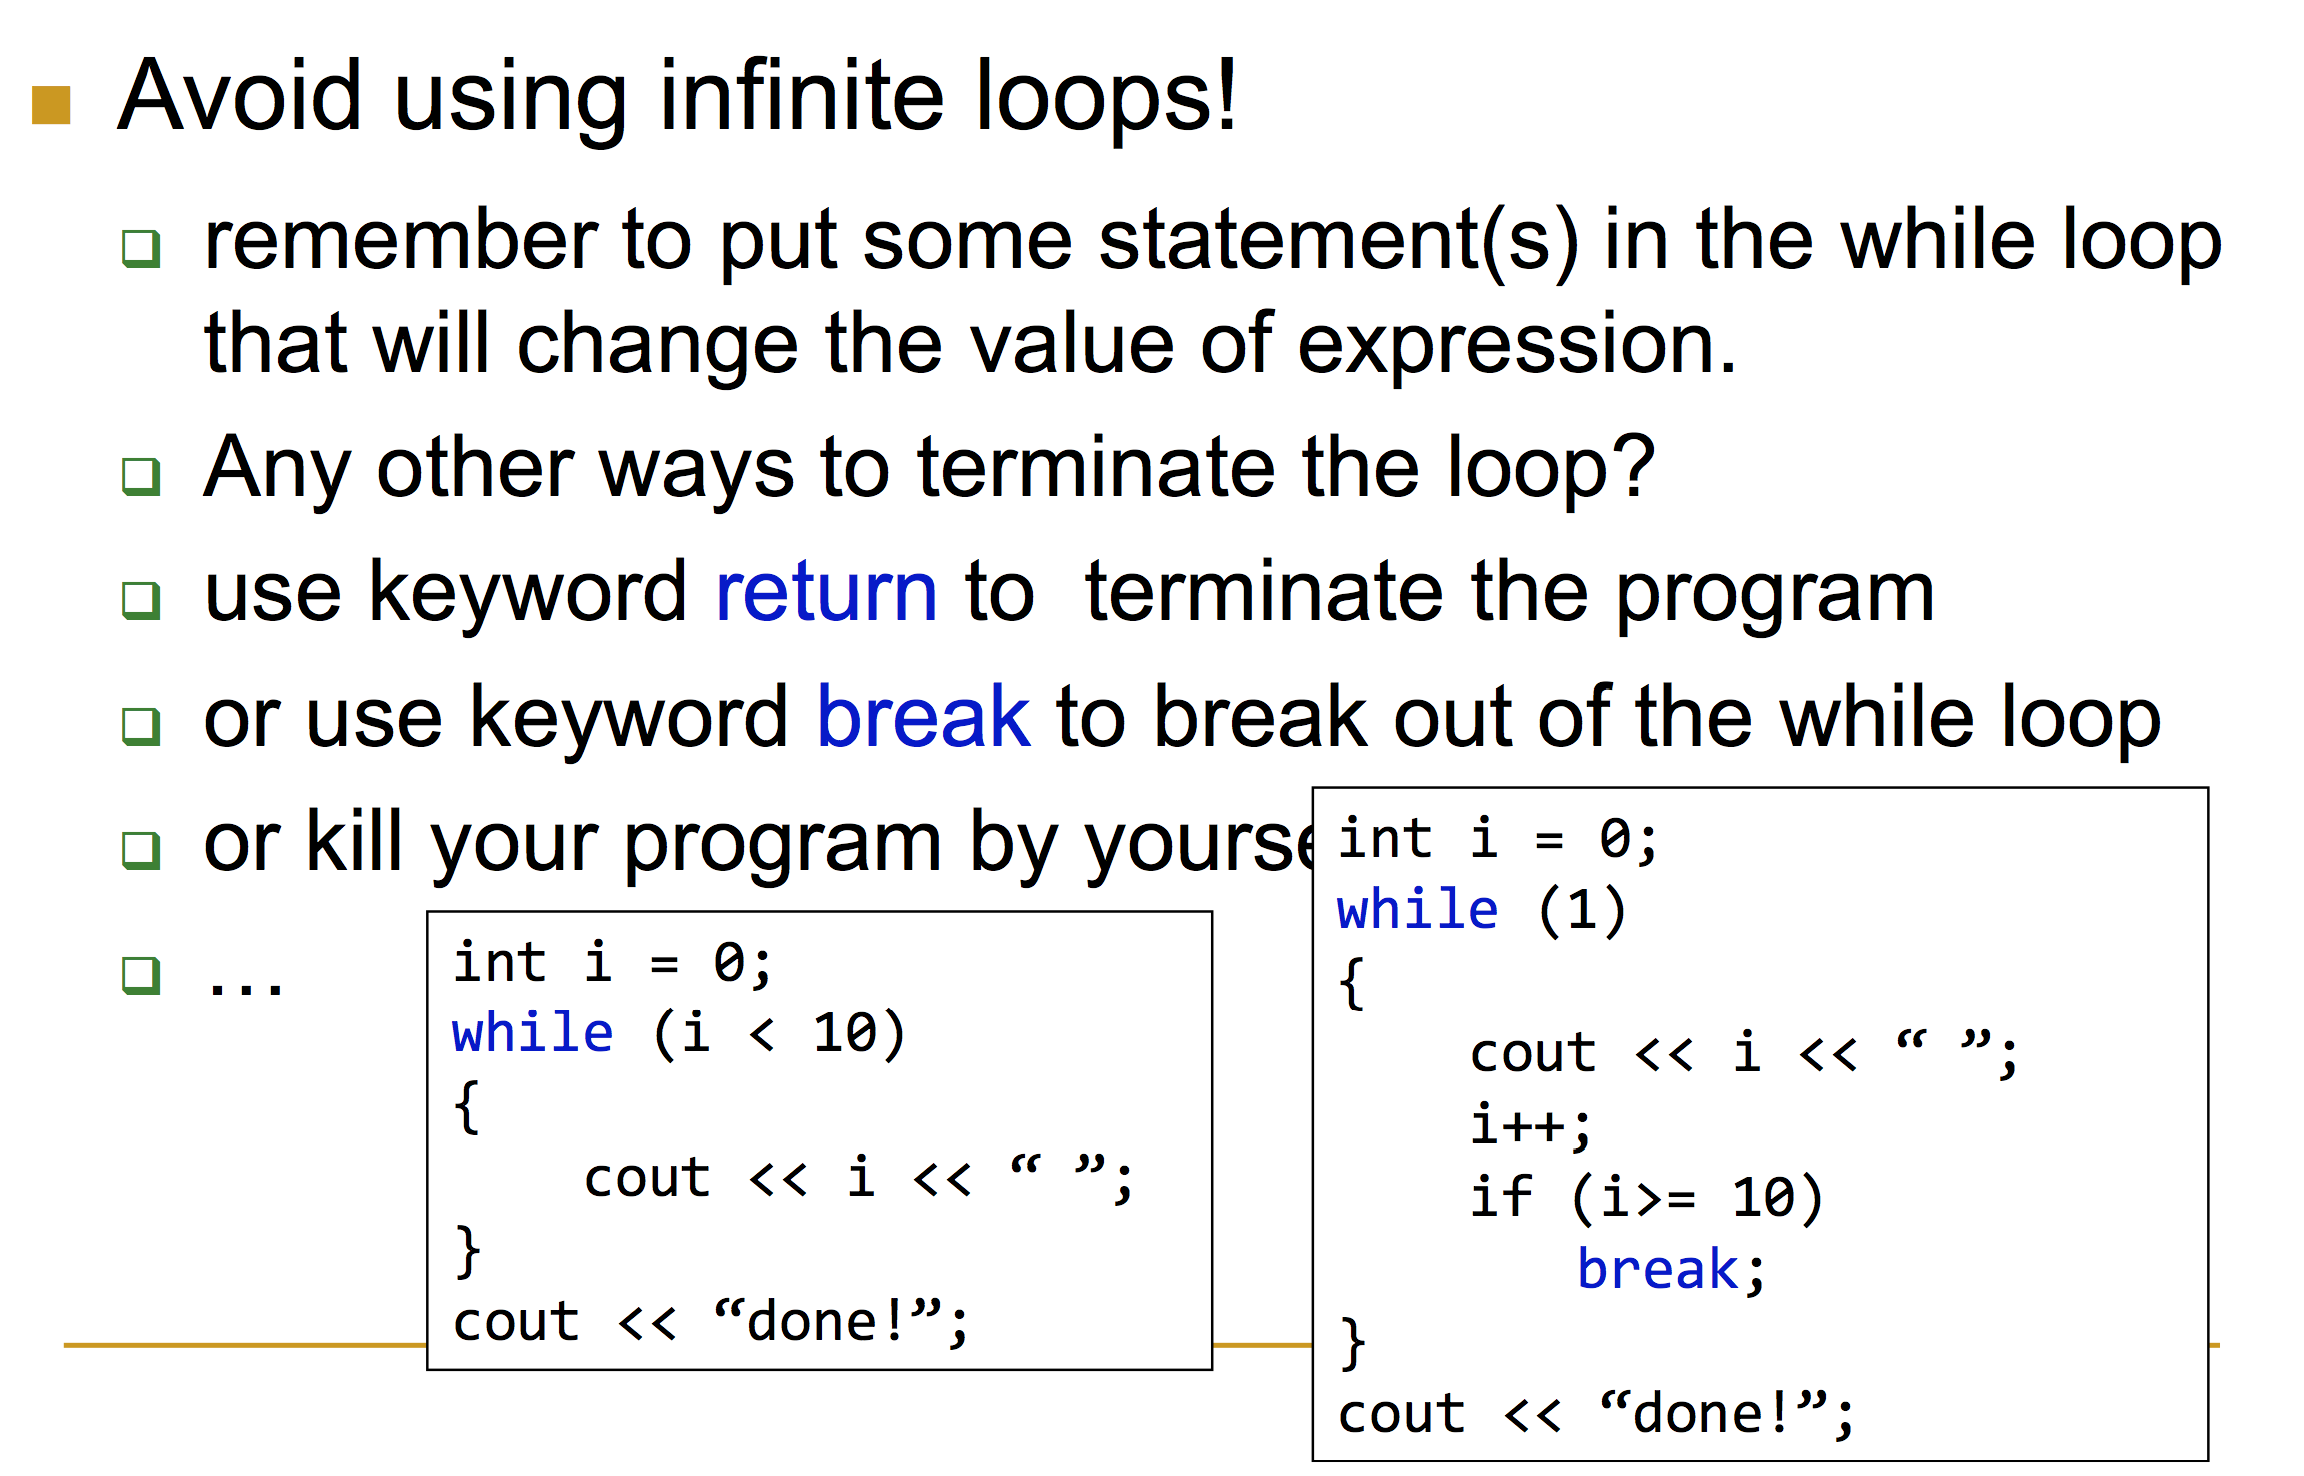 Avoid using infinite loops!
remember to put some statement(s) in the while loop
that will change the value of expression.
Any other ways to terminate the loop?
use keyword return to  terminate the program
or use keyword break to break out of the while loop
or kill your program by yourse
…
int i = 0;
while (i < 10)
{
    cout << i << “ ”;
}
cout << “done!”;
int i = 0;
while (1)
{
    cout << i << “ ”;
    i++;
    if (i>= 10)
        break;
}
cout << “done!”;